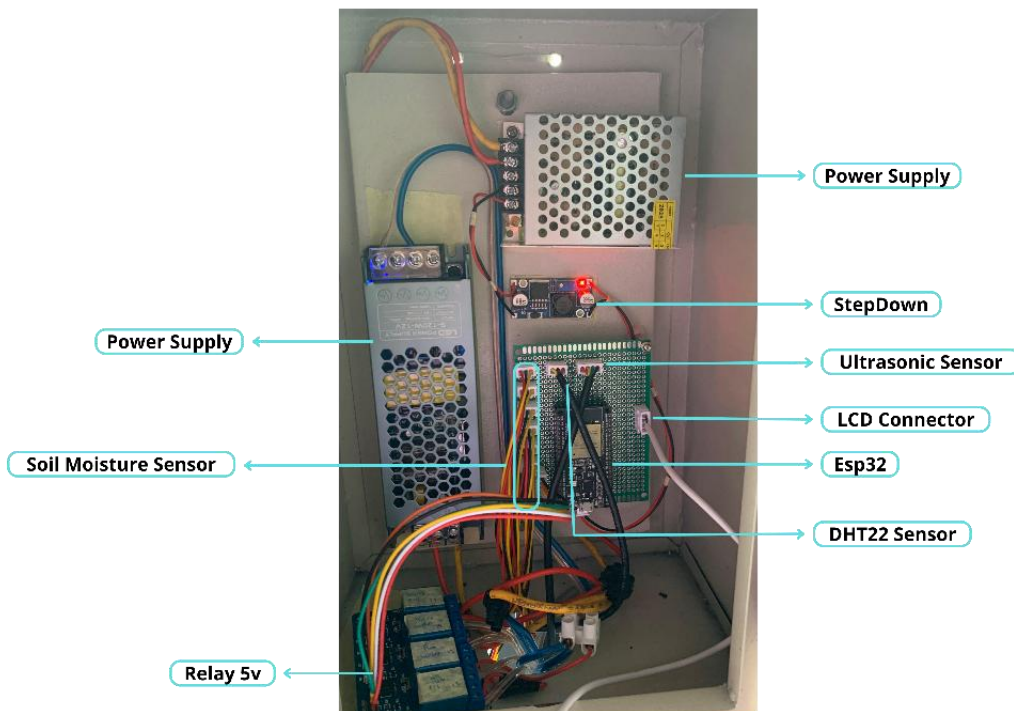 Power Supply
StepDown
Power Supply
Ultrasonic Sensor
LCD Connector
Soil Moisture Sensor
Esp32
DHT22 Sensor
Relay 5v